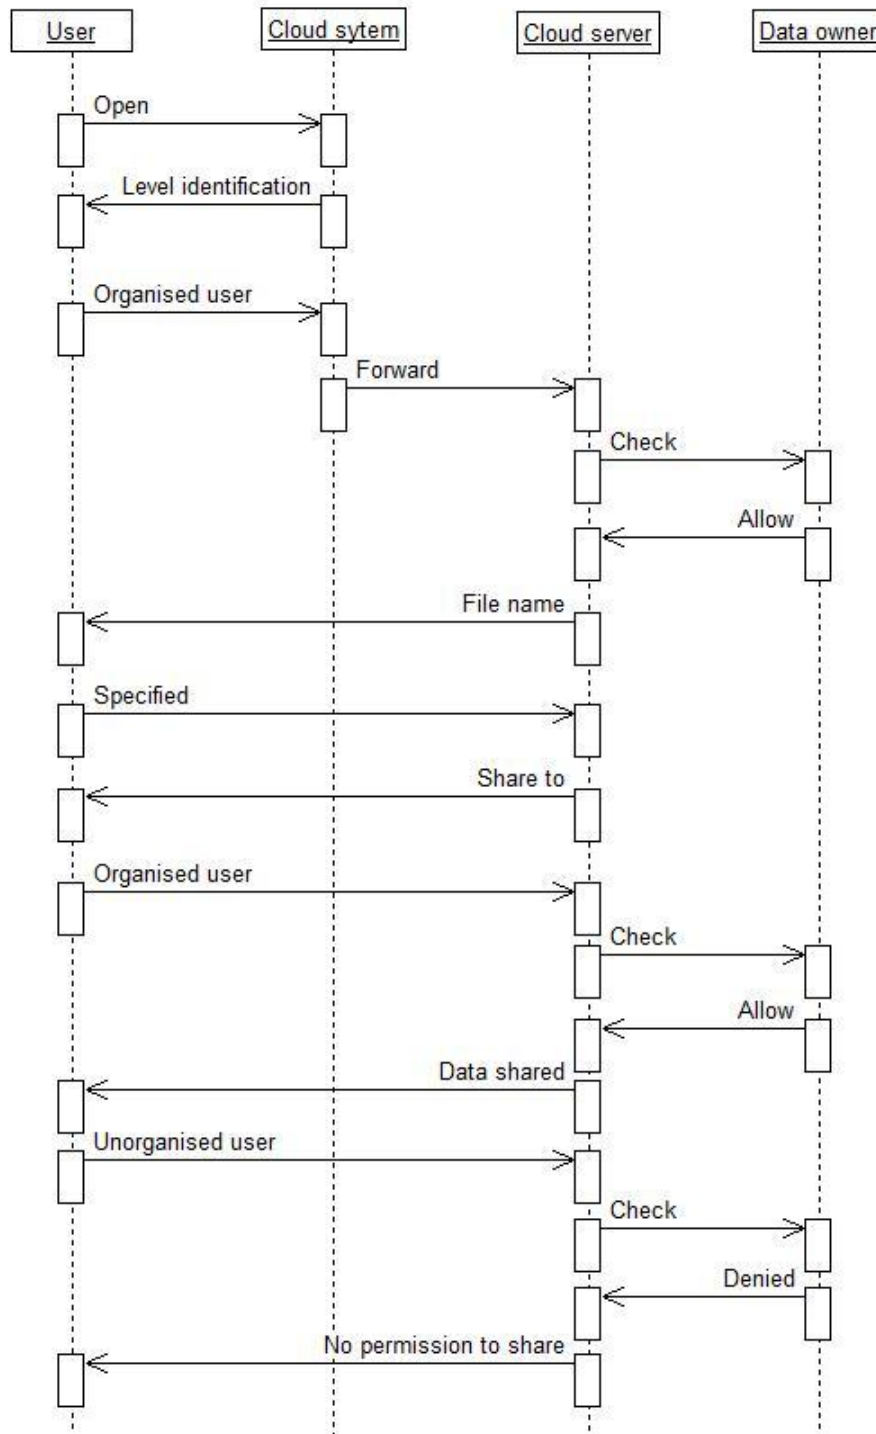 User
Cloud sytem
Cloud server
Data owner
Open
Level identification
Organised user
Forward
Check
Allow
File name
Specified
Share to
Organised user
Check
Allow
Data shared
Unorganised user
Check
Denied
No permission to share